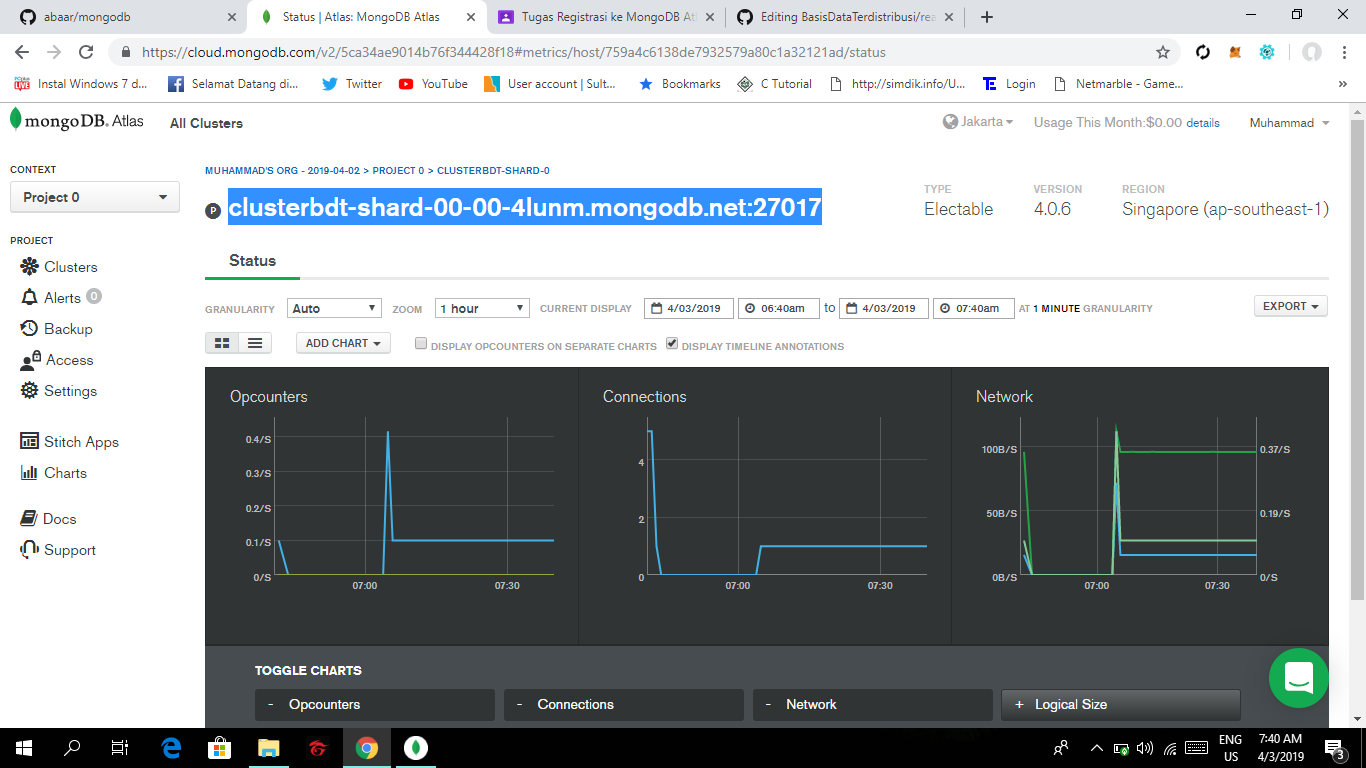 abaar/mongodb
Status | Atlas: MongoDB Atlas
Tugas Registrasi ke MongoDB Atl
Editing BasisDataTerdistribusi/rea
https://cloud.mongodb.com/v2/5ca34ae9014b76f344428f18#metrics/host/759a4c6138de7932579a80c1a32121ad/status
Instal Windows 7 d...
Selamat Datang di...
Twitter
YouTube
User account | Sult...
Bookmarks
C Tutorial
http://simdik.info/U...
Login
Netmarble - Game...
mongoDB. Atlas
All Clusters
Jakarta
Usage This Month:$0.00 details
Muhammad
CONTEXT
Project 0
PROJECT
Clusters
Alerts 0
Backup
Access
Settings
Stitch Apps
Charts
Docs
Support
MUHAMMAD'S ORG - 2019-04-02 > PROJECT 0 > CLUSTERBDT-SHARD-0
P clusterbdt-shard-00-00-4lunm.mongodb.net:27017
TYPE
Electable
VERSION
4.0.6
REGION
Singapore (ap-southeast-1)
Status
GRANULARITY Auto ZOOM 1 hour CURRENT DISPLAY 4/03/2019 06:40am to 4/03/2019 07:40am AT 1 MINUTE GRANULARITY
EXPORT
ADD CHART
DISPLAY OPCOUNTERS ON SEPARATE CHARTS
DISPLAY TIMELINE ANNOTATIONS
Opcounters
0.4/S
0.3/S
0.2/S
0.1/S
0/S
07:00
07:30
Connections
4
2
0
07:00
07:30
Network
100B/S
50B/S
0B/S
0.37/S
0.19/S
0/S
07:00
07:30
TOGGLE CHARTS
- Opcounters
- Connections
- Network
+ Logical Size
ENG
US
7:40 AM
4/3/2019
3